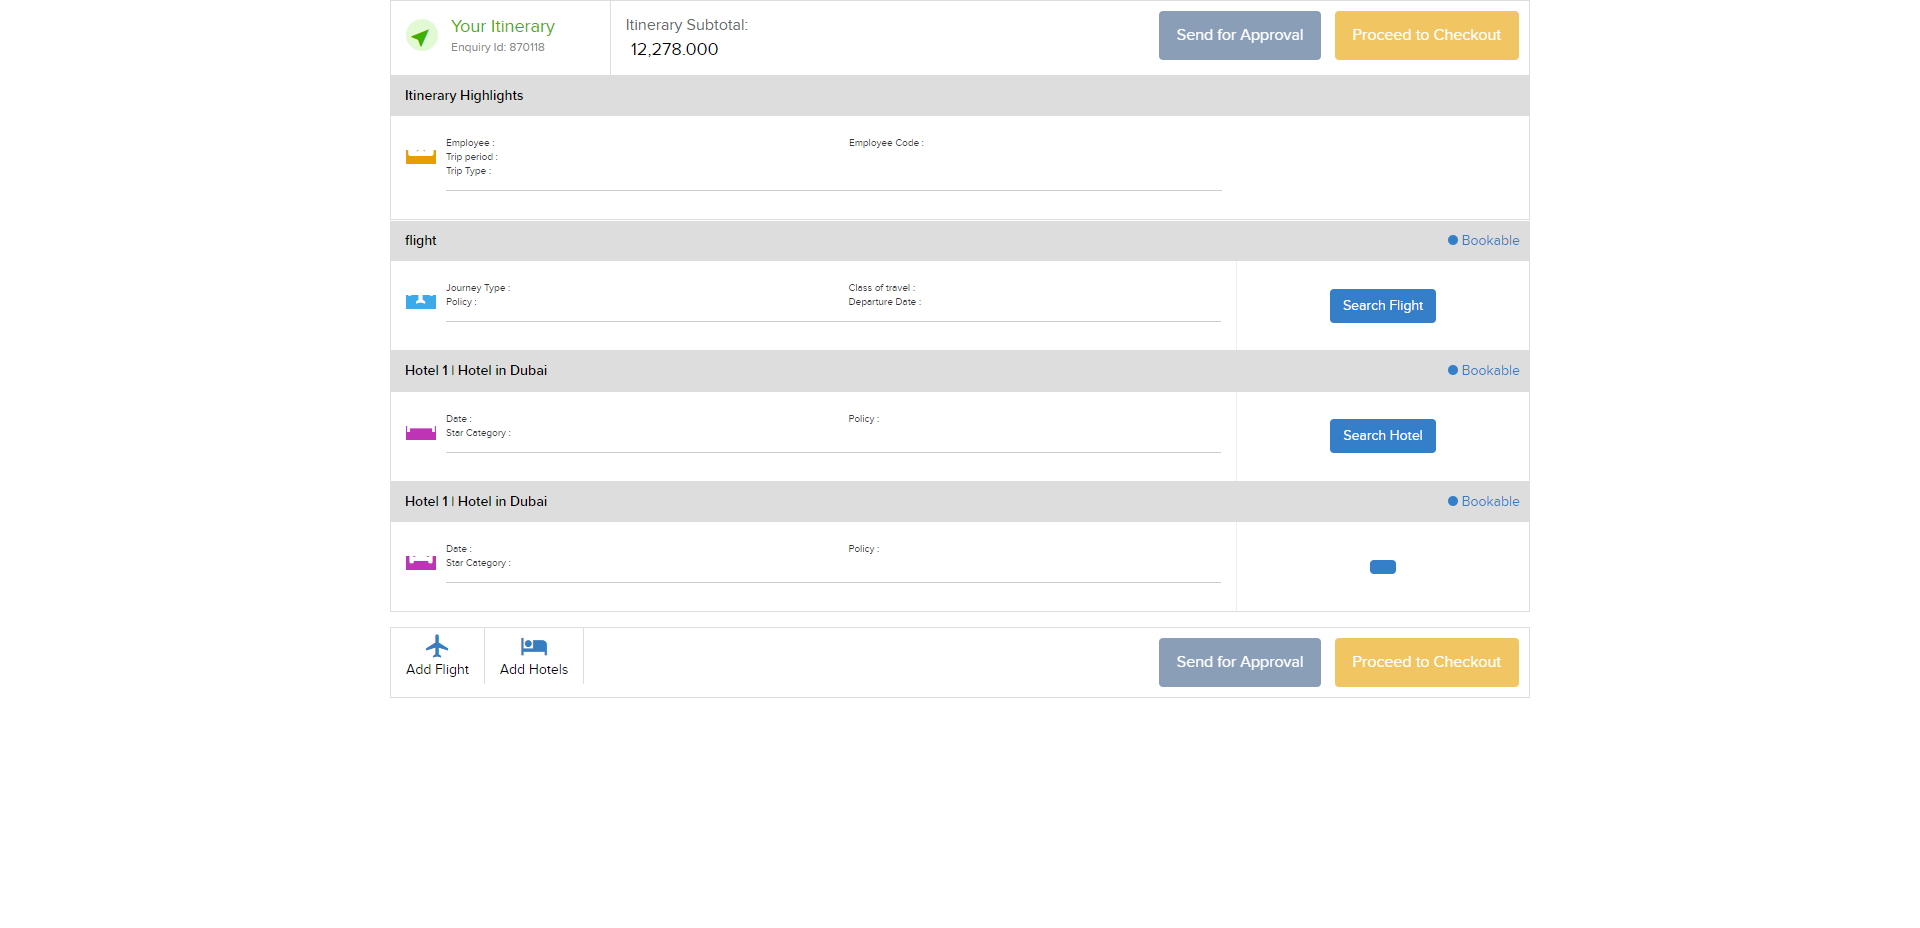 Your Itinerary
Enquiry Id: 870118
Itinerary Subtotal:
12,278.000
Send for Approval
Proceed to Checkout
Itinerary Highlights
Employee :
Employee Code :
Trip period :
Trip Type :
flight
Bookable
Journey Type :
Class of travel :
Policy :
Departure Date :
Search Flight
Hotel 1 | Hotel in Dubai
Bookable
Date :
Policy :
Star Category :
Search Hotel
Hotel 1 | Hotel in Dubai
Bookable
Date :
Policy :
Star Category :
Add Flight
Add Hotels
Send for Approval
Proceed to Checkout